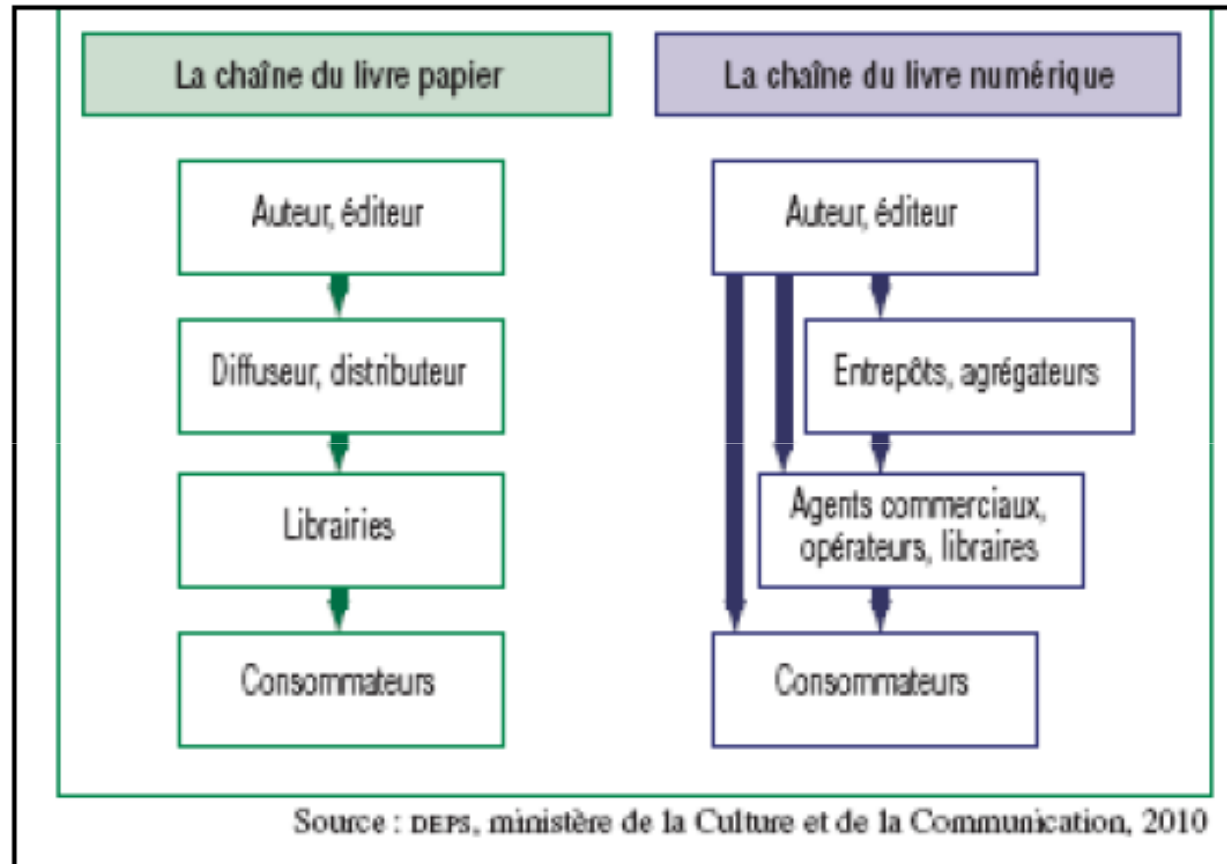 La chaîne du livre papier
La chaîne du livre numérique
Auteur, éditeur
Diffuseur, distributeur
Librairies
Consommateurs
Auteur, éditeur
Entrepôts, agrégateurs
Agents commerciaux,
opérateurs, libraires
Consommateurs
Source : DEPS, ministère de la Culture et de la Communication, 2010